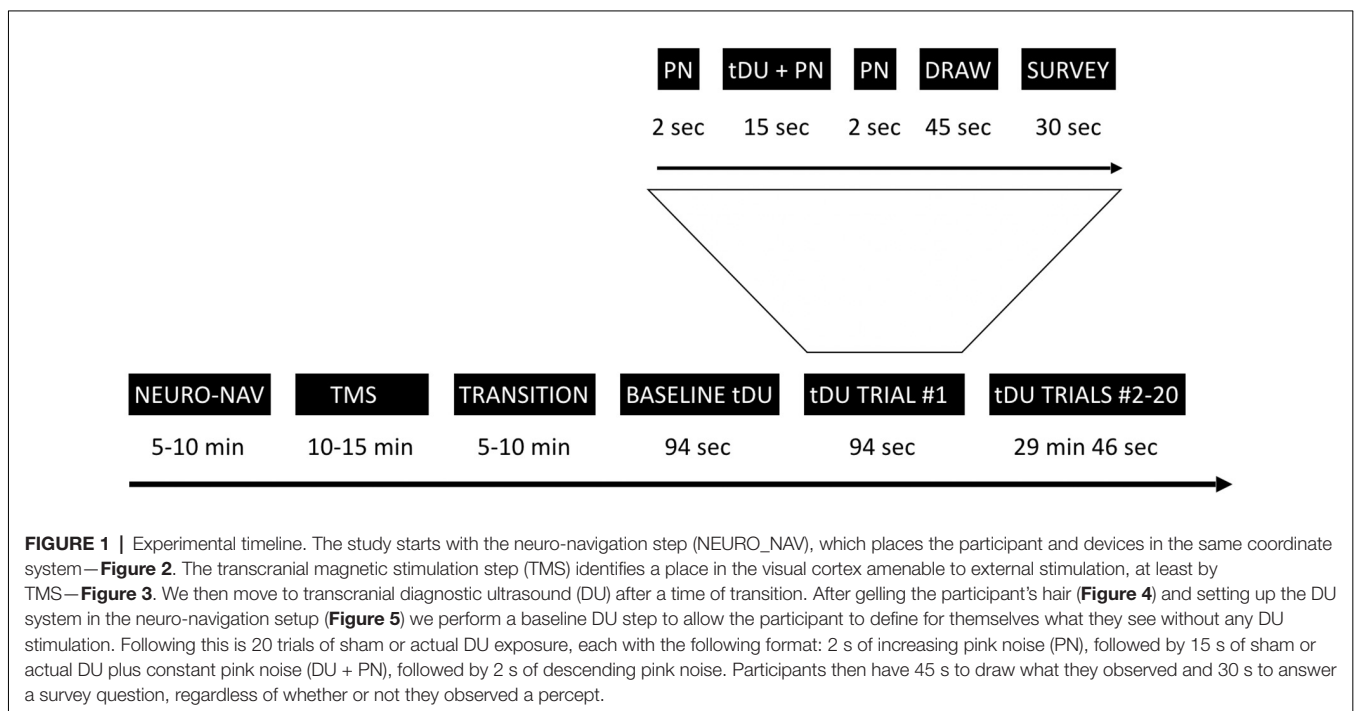 PN tDU + PN PN DRAW SURVEY
2 sec 15 sec 2 sec 45 sec 30 sec
NEURO-NAV TMS TRANSITION BASELINE tDU tDU TRIAL #1 tDU TRIALS #2-20
5-10 min 10-15 min 5-10 min 94 sec 94 sec 29 min 46 sec
FIGURE 1 | Experimental timeline. The study starts with the neuro-navigation step (NEURO_NAV), which places the participant and devices in the same coordinate
system—Figure 2. The transcranial magnetic stimulation step (TMS) identifies a place in the visual cortex amenable to external stimulation, at least by
TMS—Figure 3. We then move to transcranial diagnostic ultrasound (DU) after a time of transition. After gelling the participant's hair (Figure 4) and setting up the DU
system in the neuro-navigation setup (Figure 5) we perform a baseline DU step to allow the participant to define for themselves what they see without any DU
stimulation. Following this is 20 trials of sham or actual DU exposure, each with the following format: 2 s of increasing pink noise (PN), followed by 15 s of sham or
actual DU plus constant pink noise (DU + PN), followed by 2 s of descending pink noise. Participants then have 45 s to draw what they observed and 30 s to answer
a survey question, regardless of whether or not they observed a percept.